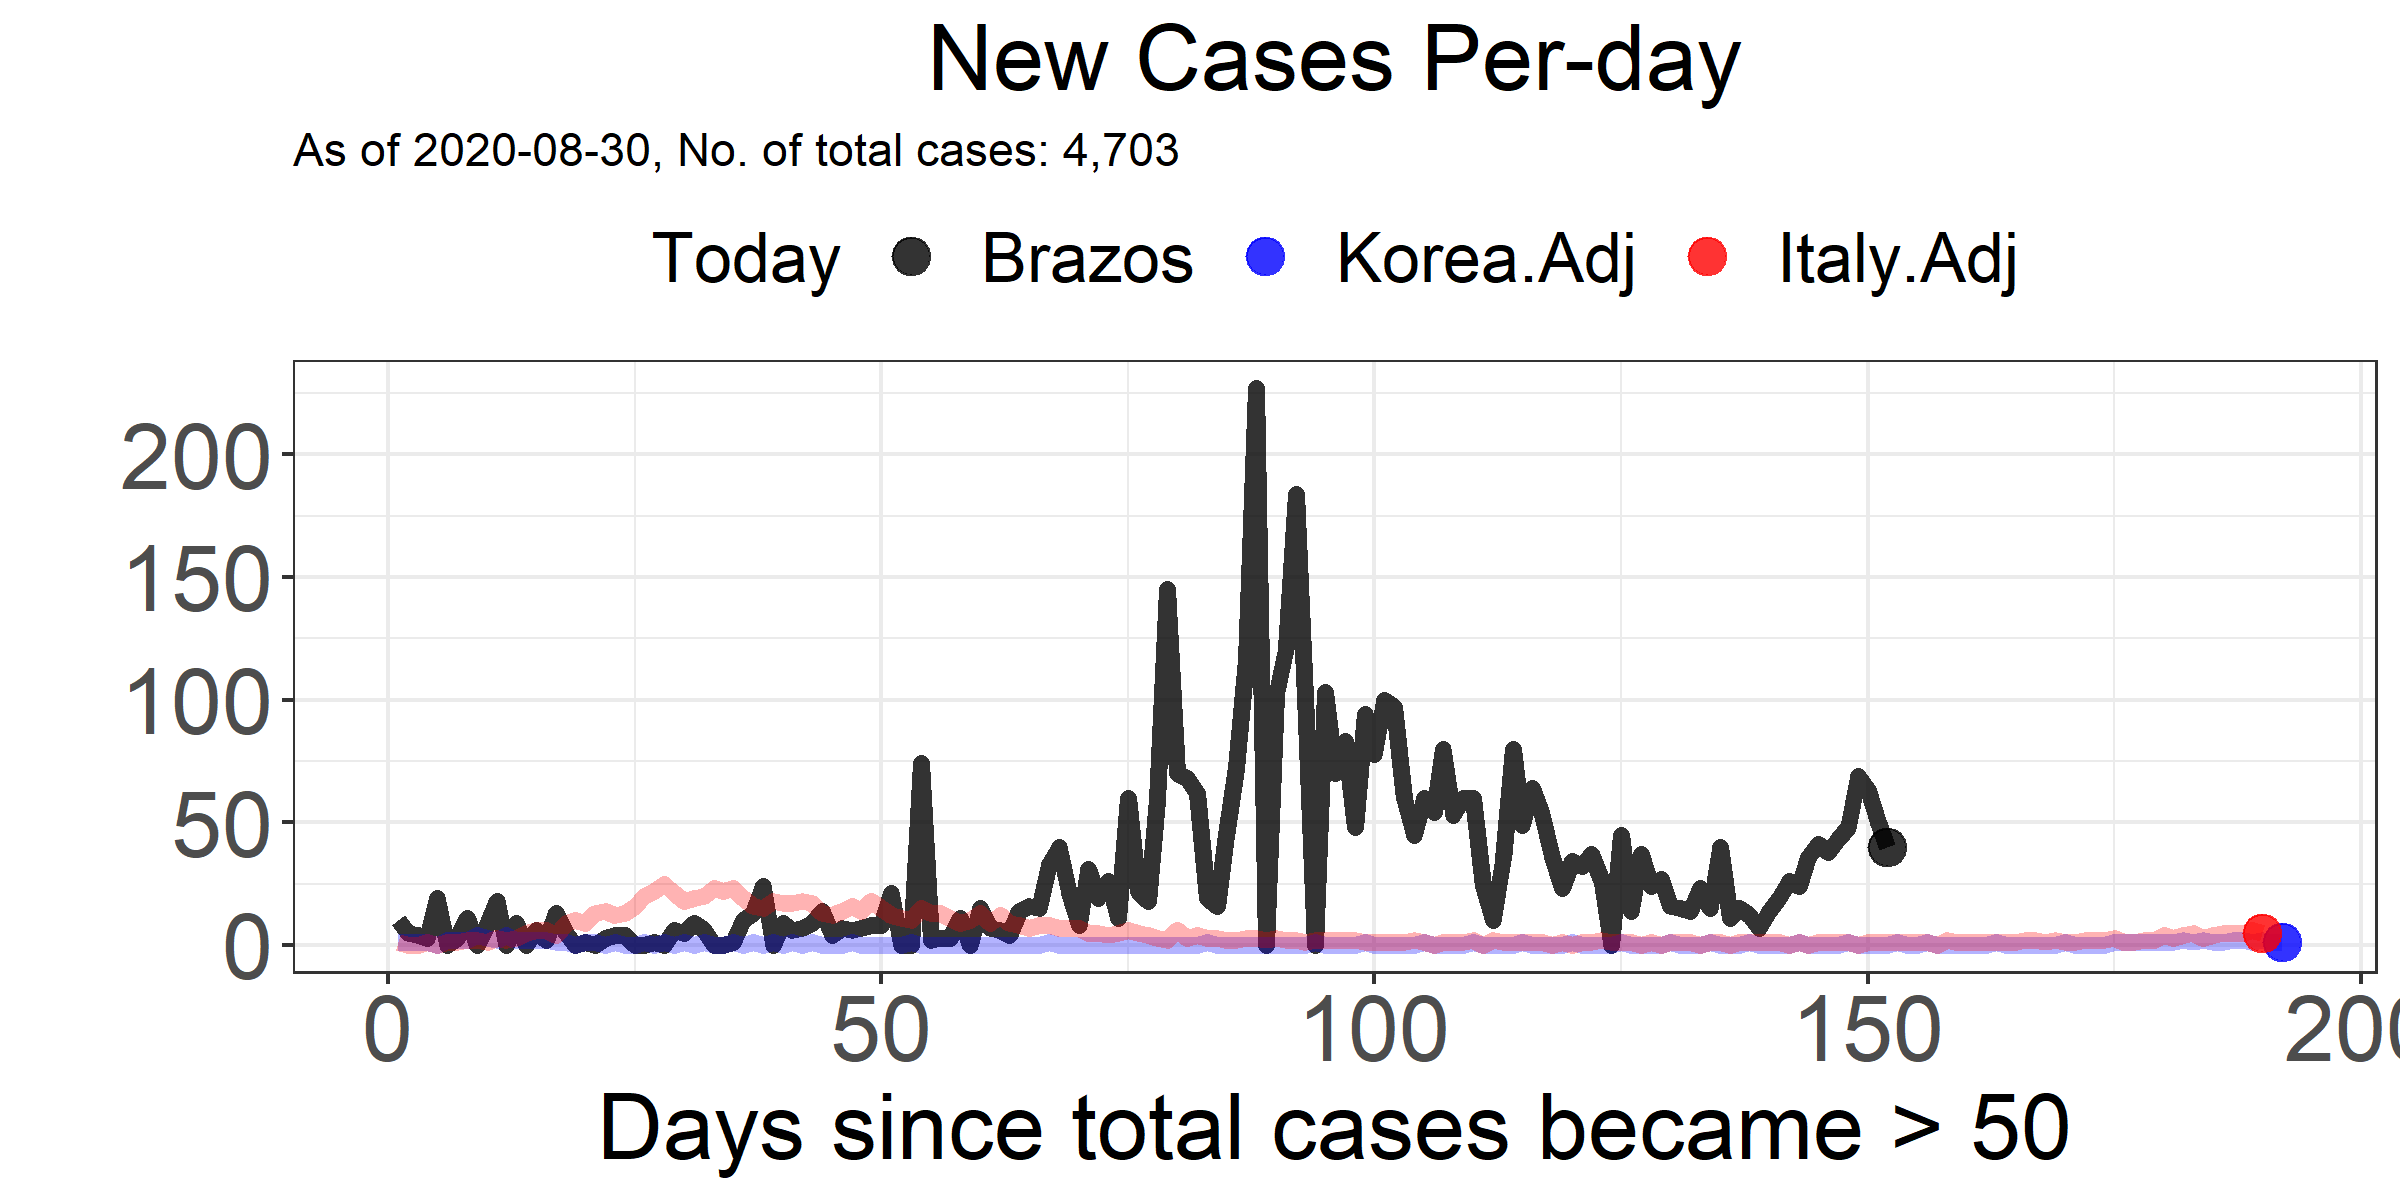 New Cases Per-day
As of 2020-08-30, No. of total cases: 4,703
Today Brazos Korea.Adj Italy.Adj
200
150
100
50
0
0 50 100 150 200
Days since total cases became > 50